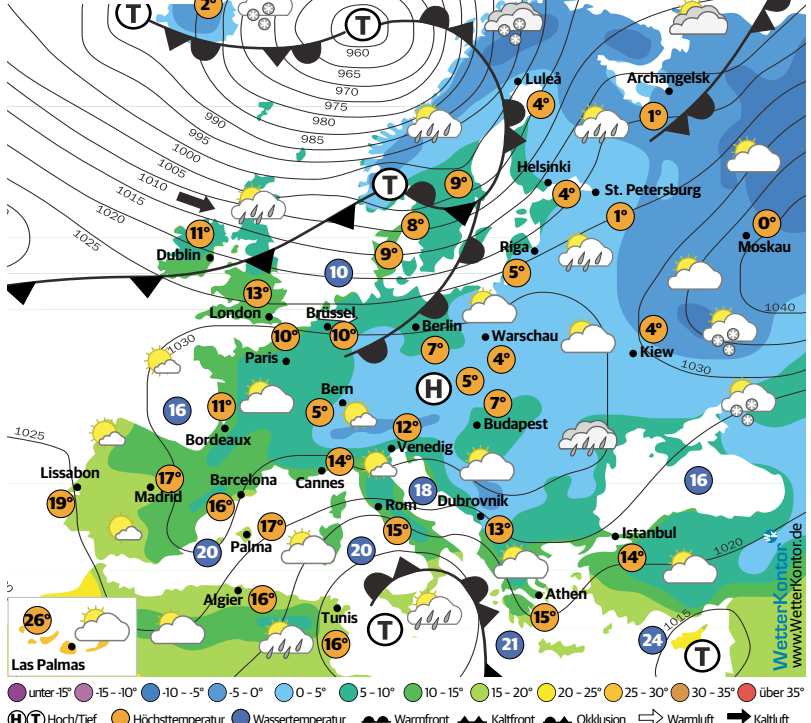 T
2°
T
960
965
970
975
980
985
990
995
1000
1005
1010
1015
1020
1025
Luleå
4°
Archangelsk
1°
Helsinki
4°
St. Petersburg
1°
T
9°
8°
9°
11°
Dublin
10
Riga
5°
0°
Moskau
13°
London
Brüssel
10°
10°
Paris
1030
Berlin
7°
Warschau
4°
4°
Kiew
1040
1030
H
5°
7°
Budapest
Bern
5°
16
11°
Bordeaux
12°
Venedig
1025
Lissabon
19°
17°
Madrid
Barcelona
16°
14°
Cannes
18
Dubrovnik
13°
16
Rom
15°
17°
Palma
20
20
Istanbul
14°
1020
Algier
16°
Tunis
16°
T
Athen
15°
21
24
1015
T
26°
Las Palmas
WetterKontor
www.WetterKontor.de
unter -15° -15 - -10° -10 - -5° -5 - 0° 0 - 5° 5 - 10° 10 - 15° 15 - 20° 20 - 25° 25 - 30° 30 - 35° über 35°
H T Hoch/Tief Höchsttemperatur Wassertemperatur Warmfront Kaltfront Okklusion Warmluft Kaltluft